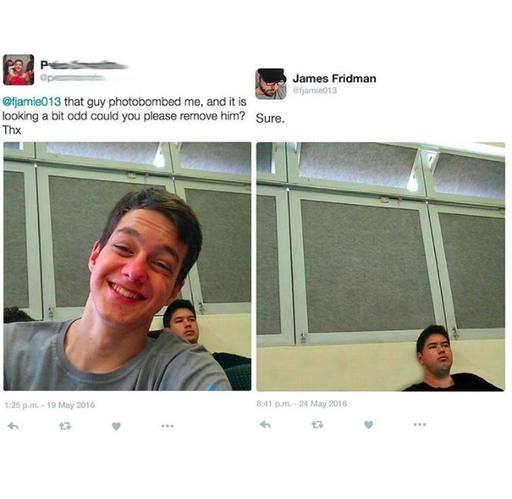 P
@p
@fjamie013 that guy photobombed me, and it is
looking a bit odd could you please remove him?
Thx
1:25 p.m. - 19 May 2016
James Fridman
@fjamie013
Sure.
8:41 p.m. - 24 May 2016